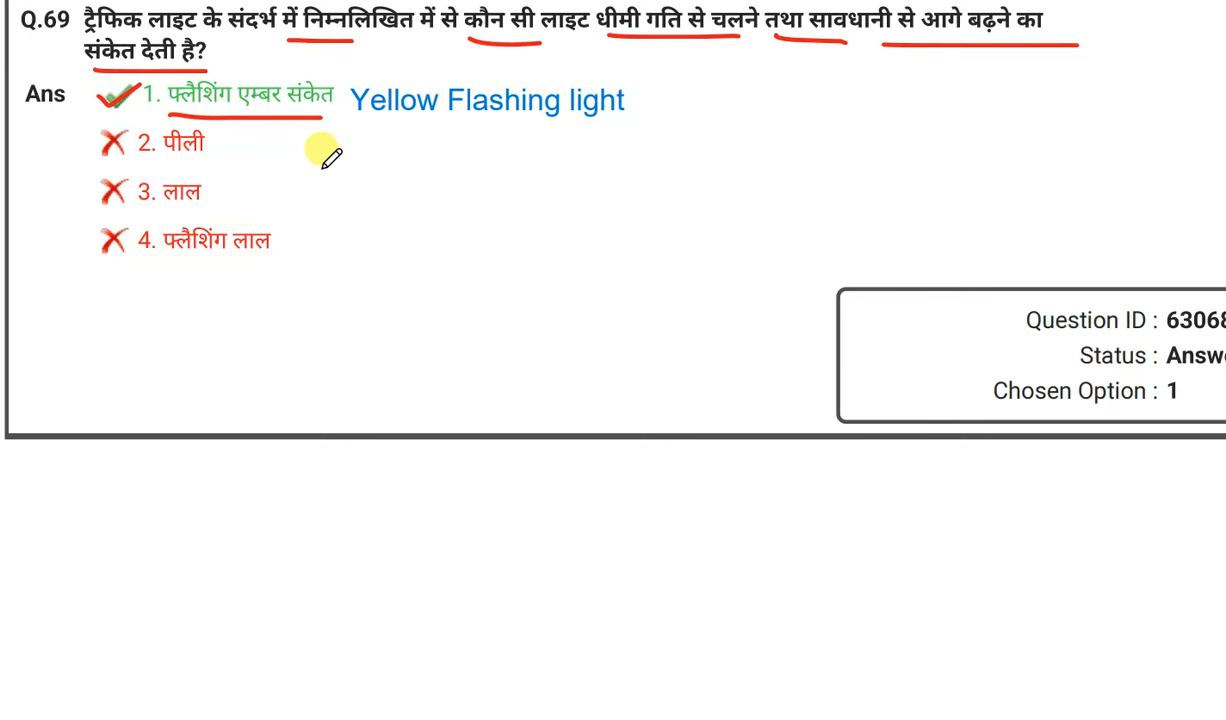 Q.69 ट्रैफिक लाइट के संदर्भ में निम्नलिखित में से कौन सी लाइट धीमी गति से चलने तथा सावधानी से आगे बढ़ने का
संकेत देती है?
Ans 1. फ्लैशिंग एम्बर संकेत Yellow Flashing light
2. पीली
3. लाल
4. फ्लैशिंग लाल
Question ID : 63068
Status : Answe
Chosen Option : 1